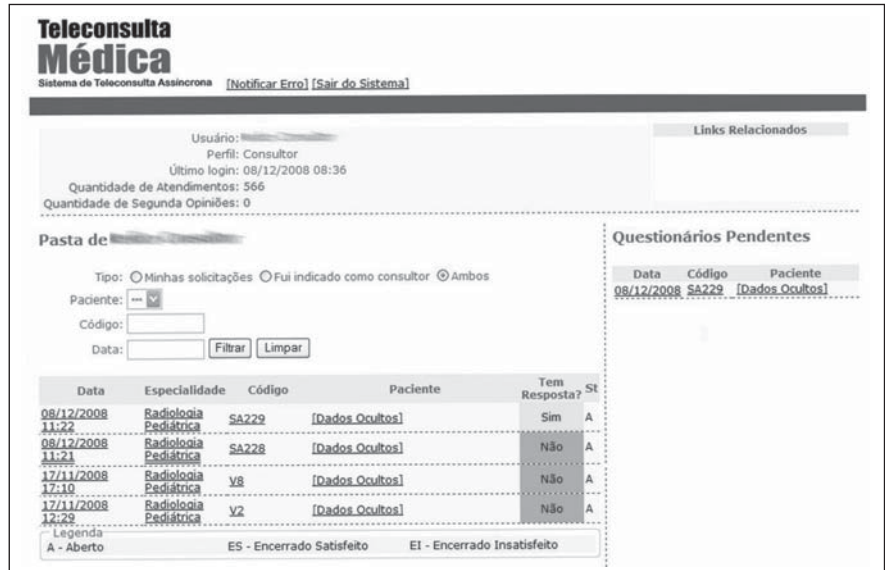 Teleconsulta
Médica
Sistema de Teleconsulta Assíncrona [Notificar Erro] [Sair do Sistema]
Links Relacionados
Usuário:
Perfil: Consultor
Último login: 08/12/2008 08:36
Quantidade de Atendimentos: 566
Quantidade de Segunda Opiniões: 0
Pasta de
Tipo: Minhas solicitações Fui indicado como consultor Ambos
Paciente: ---
Código:
Data: Filtrar Limpar
Data Especialidade Código Paciente Tem Resposta? St
08/12/2008 11:22 Radiologia Pediátrica SA229 [Dados Ocultos] Sim A
08/12/2008 11:21 Radiologia Pediátrica SA228 [Dados Ocultos] Não A
17/11/2008 17:10 Radiologia Pediátrica V8 [Dados Ocultos] Não A
17/11/2008 12:29 Radiologia Pediátrica V2 [Dados Ocultos] Não A
Legenda
A - Aberto ES - Encerrado Satisfeito EI - Encerrado Insatisfeito
Questionários Pendentes
Data Código Paciente
08/12/2008 SA229 [Dados Ocultos]